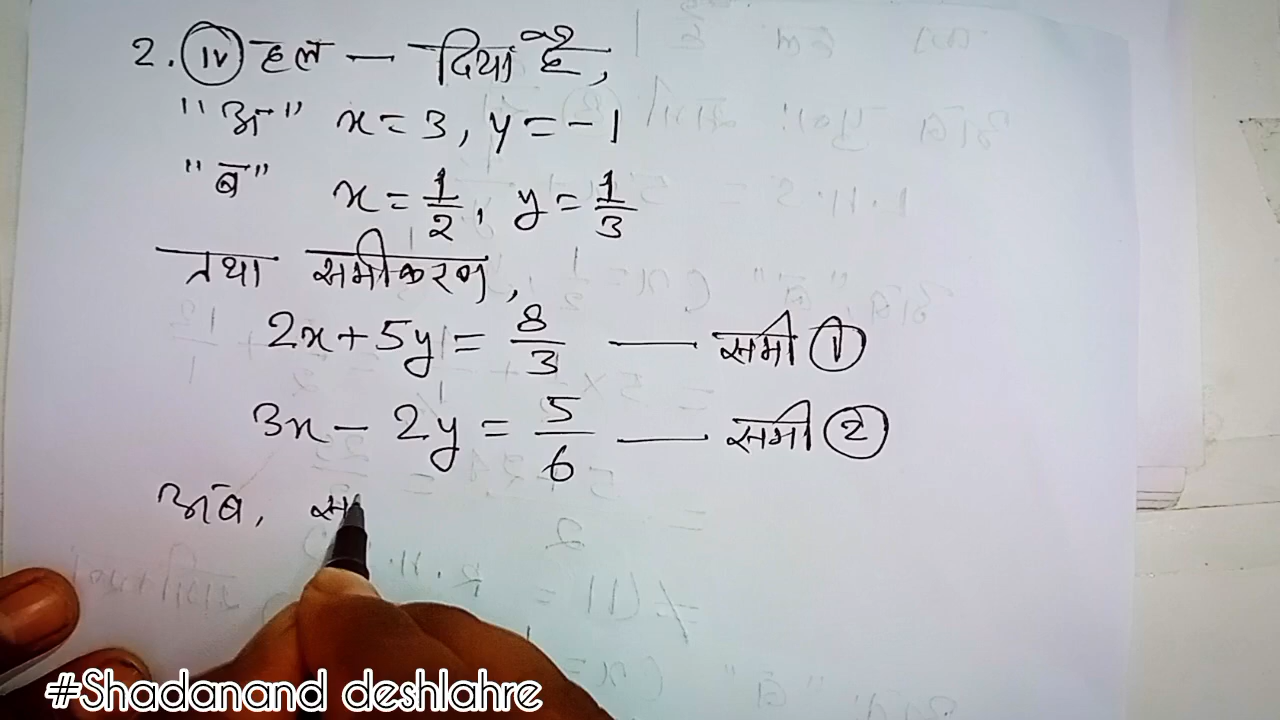 2. (iv) हल — दिया है,
"अ" x = 3, y = -1
"ब" x = 1/2, y = 1/3
तथा समीकरण,
2x + 5y = 8/3 — समी (1)
3x - 2y = 5/6 — समी (2)
अब, स
#Shadanand deshlahre